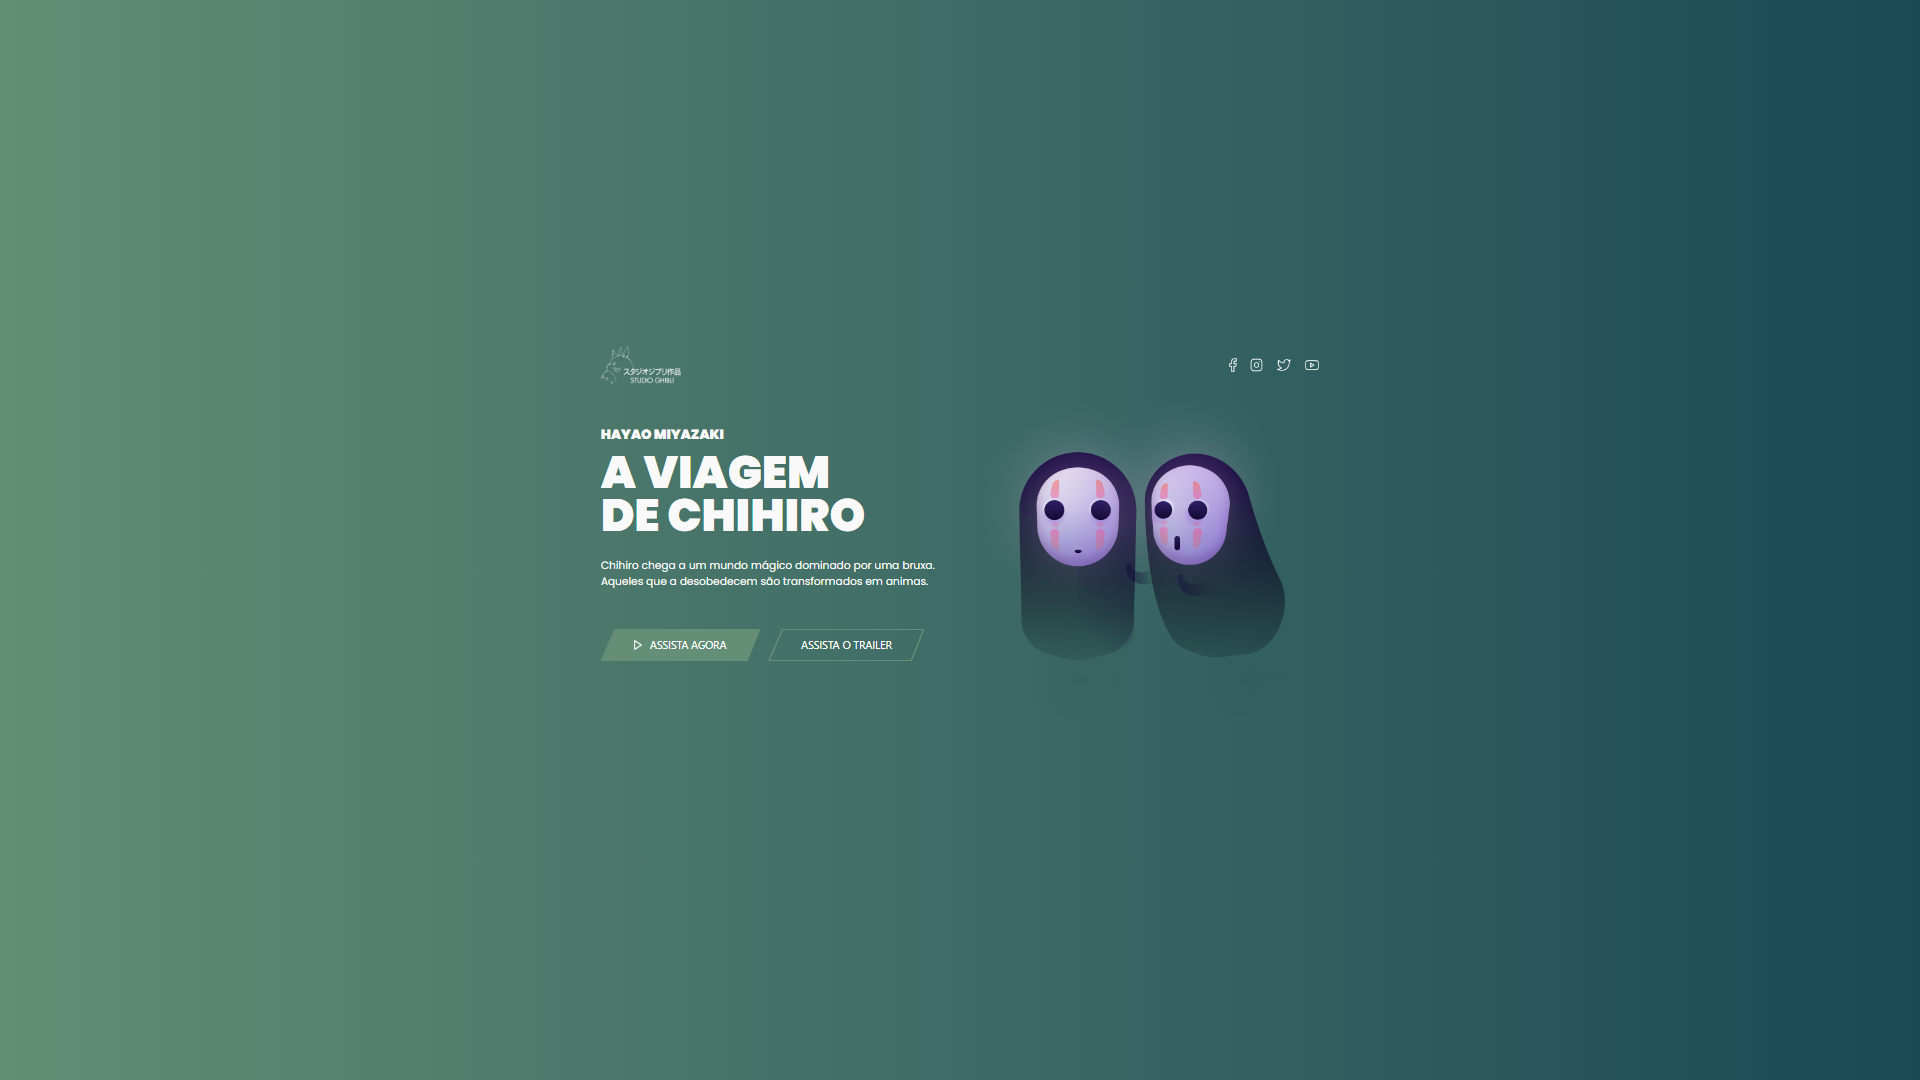 スタジオジブリ作品
STUDIO GHIBLI
HAYAO MIYAZAKI
A VIAGEM
DE CHIHIRO
Chihiro chega a um mundo mágico dominado por uma bruxa.
Aqueles que a desobedecem são transformados em animas.
ASSISTA AGORA
ASSISTA O TRAILER